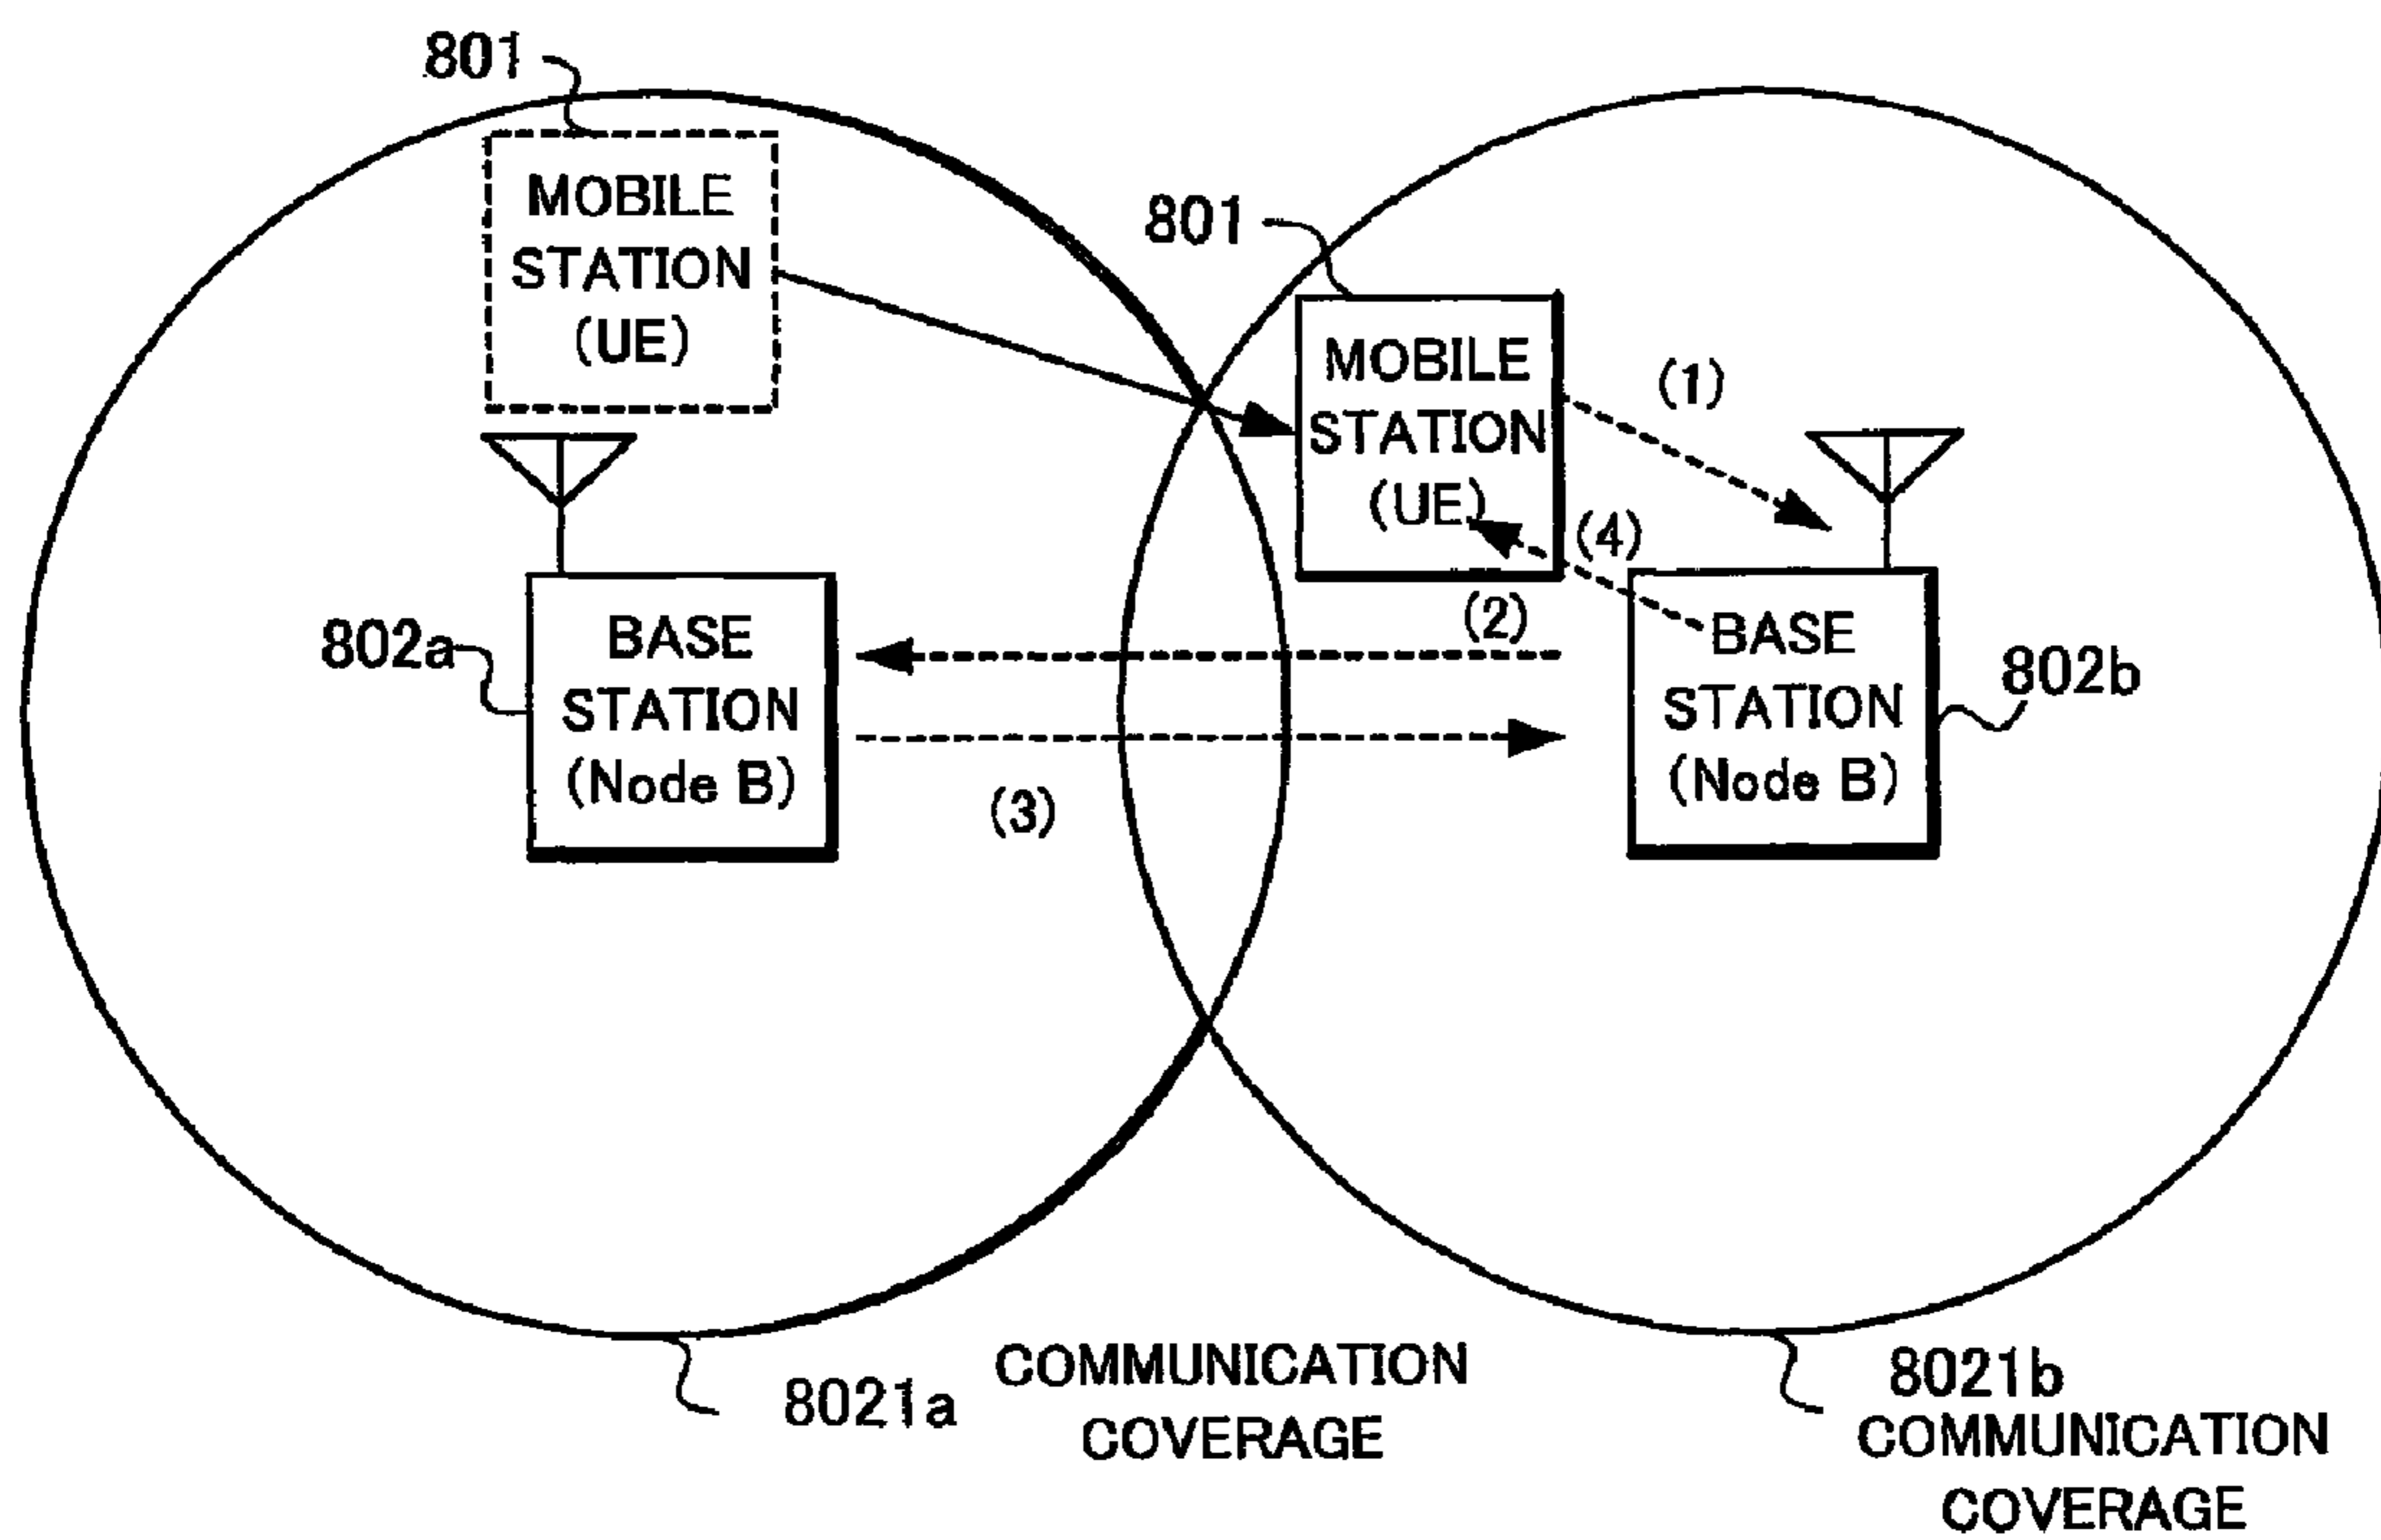 801
MOBILE
STATION
(UE)
801
MOBILE
STATION
(UE)
(1)
(4)
(2)
802a
BASE
STATION
(Node B)
(3)
BASE
STATION
(Node B)
802b
8021a
COMMUNICATION
COVERAGE
8021b
COMMUNICATION
COVERAGE